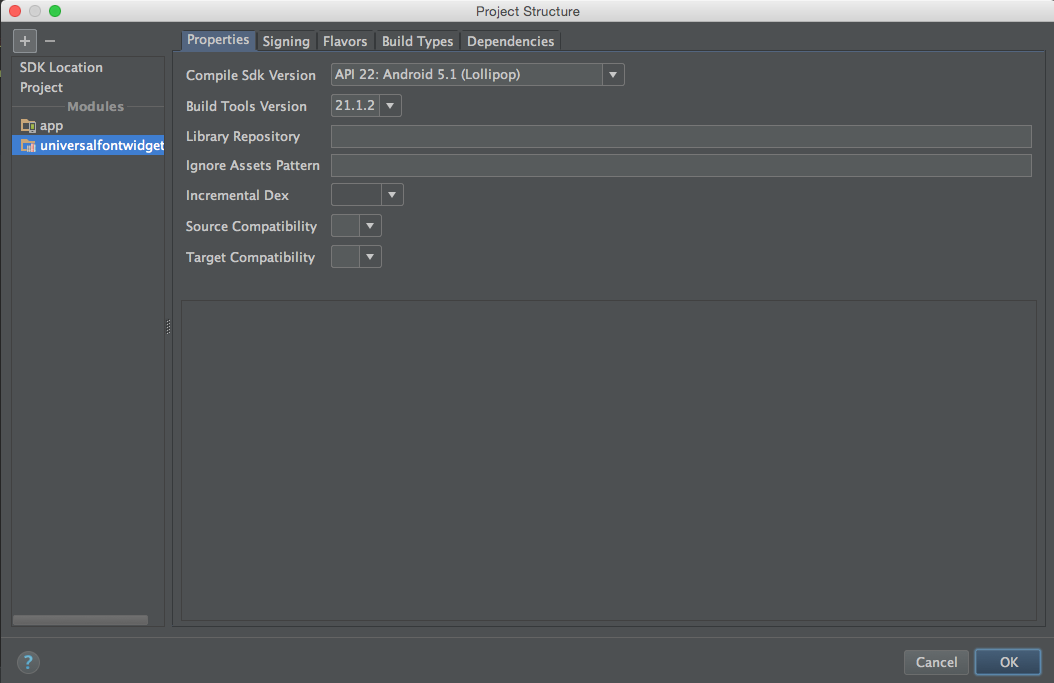 Project Structure
+ −
SDK Location
Project
Modules
app
universalfontwidget
Properties Signing Flavors Build Types Dependencies
Compile Sdk Version API 22: Android 5.1 (Lollipop)
Build Tools Version 21.1.2
Library Repository
Ignore Assets Pattern
Incremental Dex
Source Compatibility
Target Compatibility
? Cancel OK